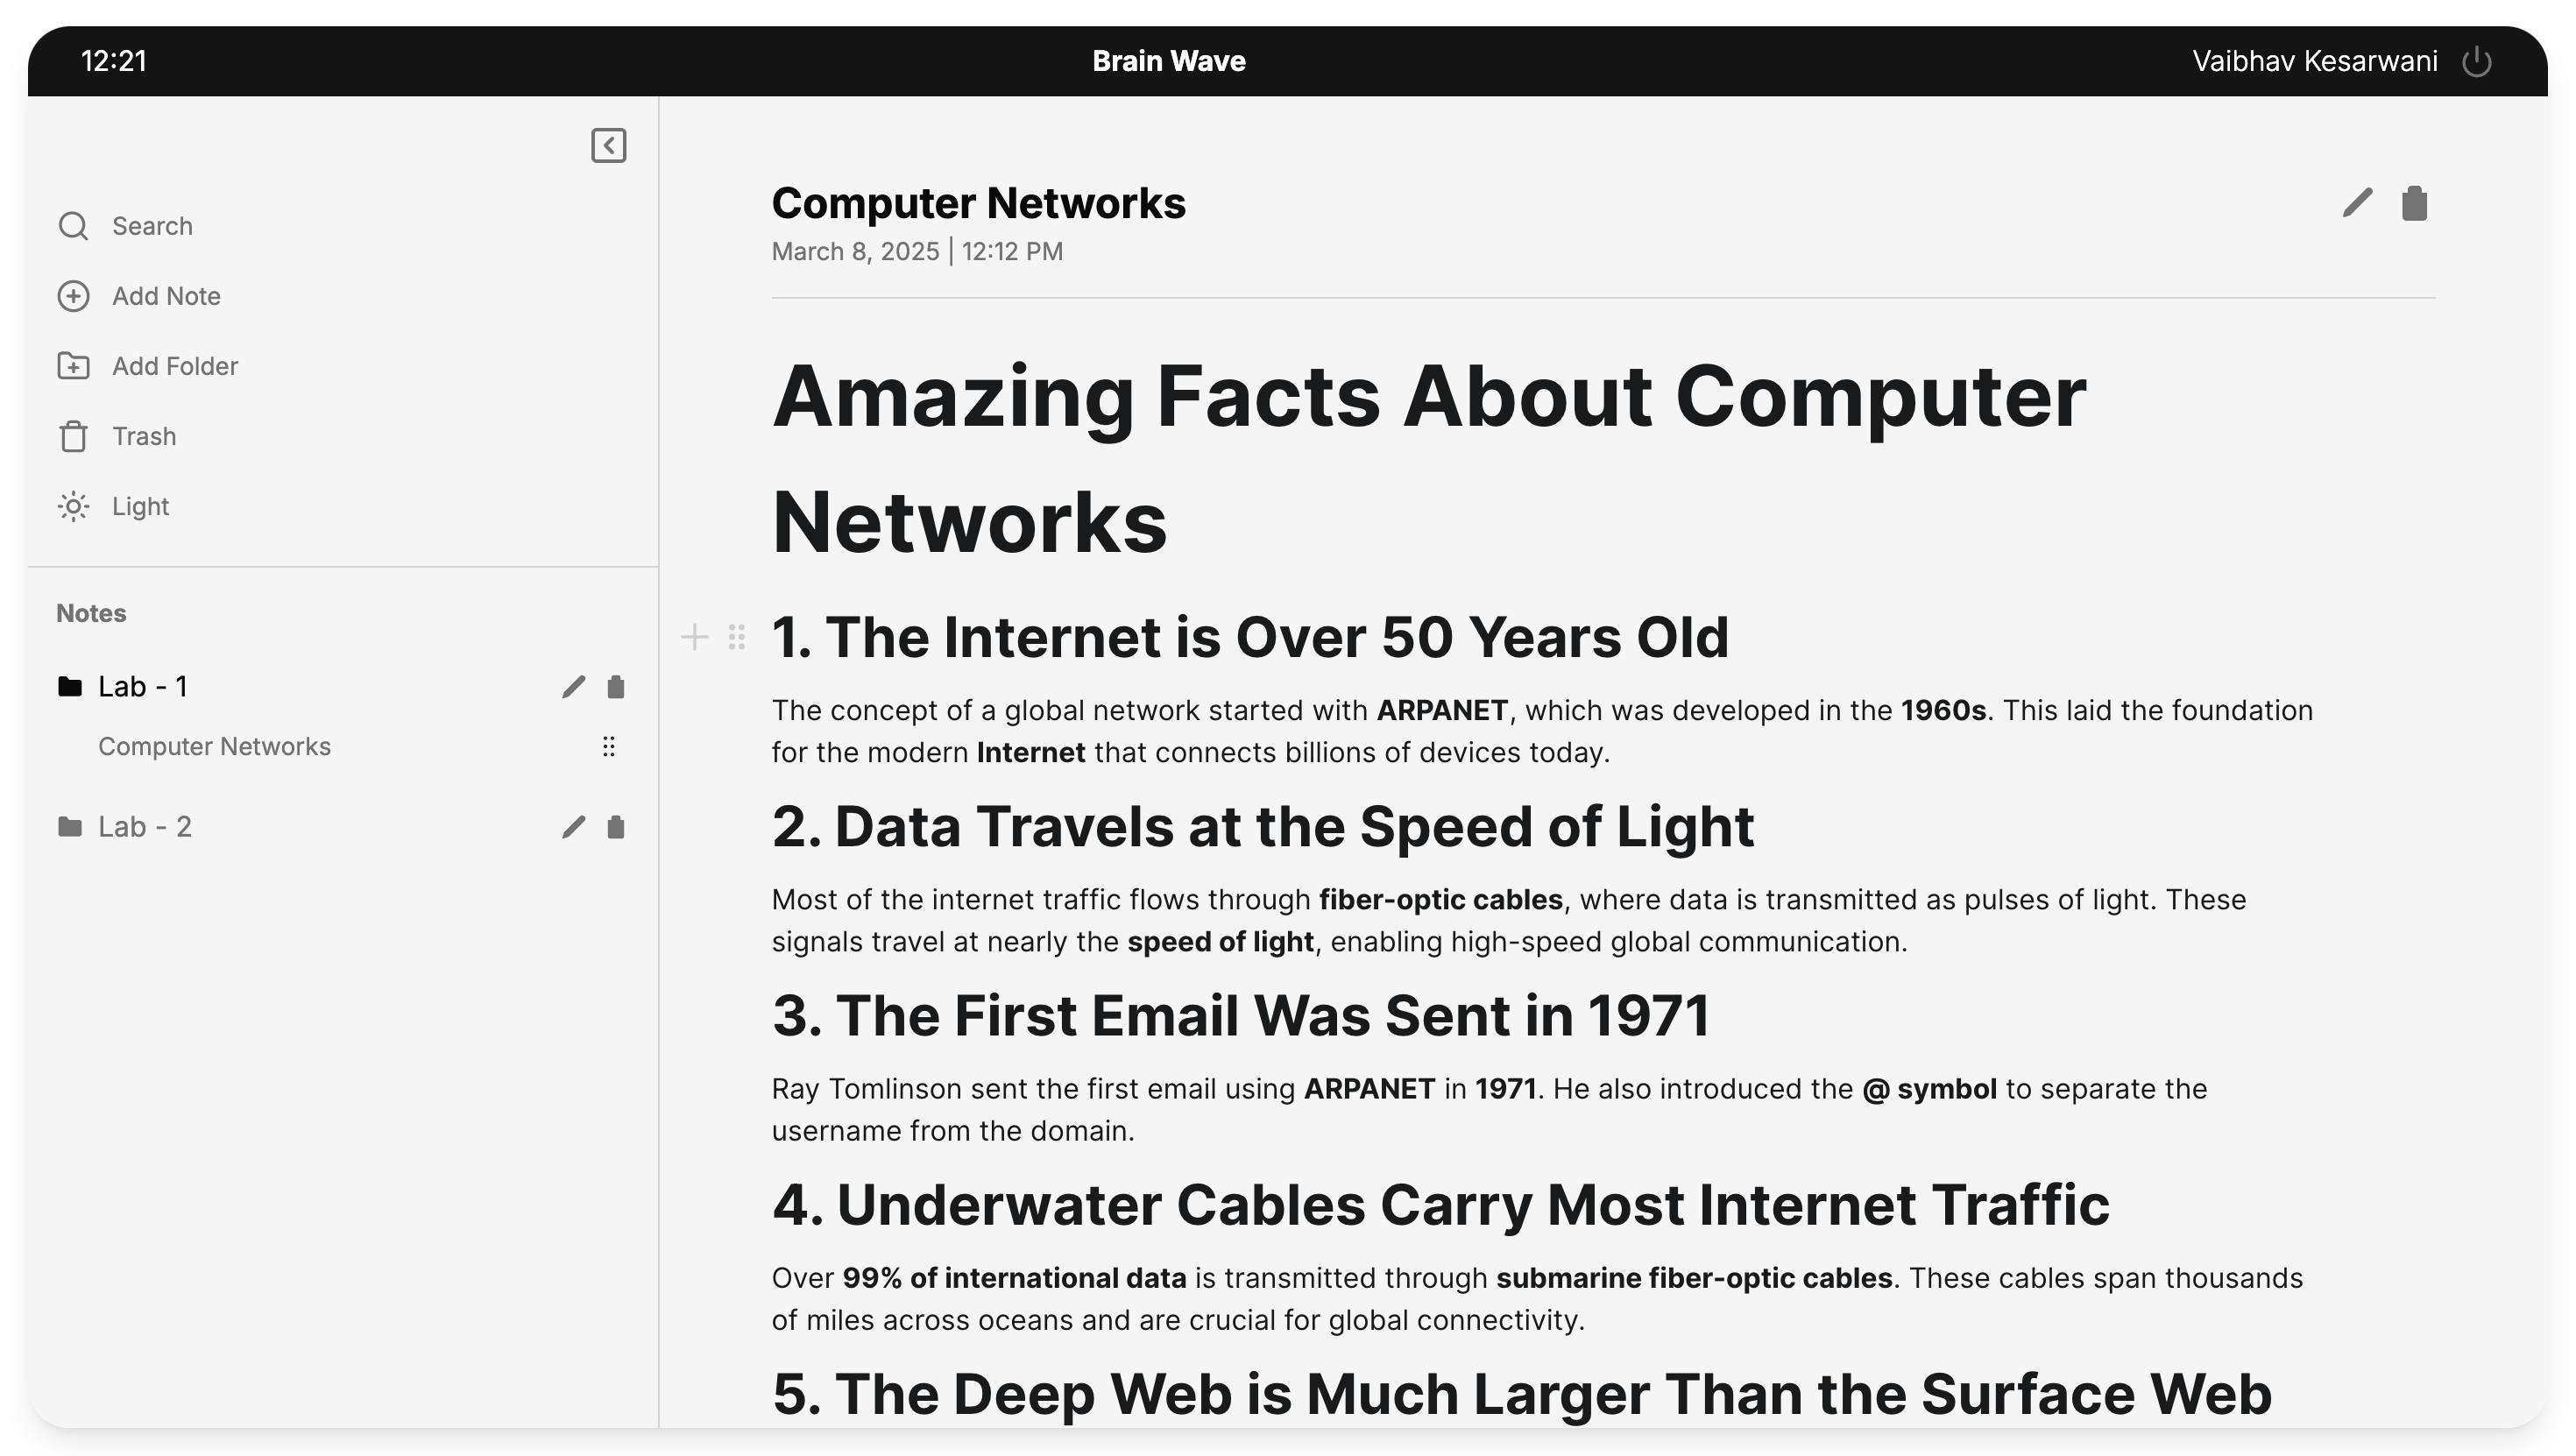 12:21
Brain Wave
Vaibhav Kesarwani
Search
Add Note
Add Folder
Trash
Light
Notes
Lab - 1
Computer Networks
Lab - 2
Computer Networks
March 8, 2025 | 12:12 PM
Amazing Facts About Computer
Networks
1. The Internet is Over 50 Years Old
The concept of a global network started with ARPANET, which was developed in the 1960s. This laid the foundation
for the modern Internet that connects billions of devices today.
2. Data Travels at the Speed of Light
Most of the internet traffic flows through fiber-optic cables, where data is transmitted as pulses of light. These
signals travel at nearly the speed of light, enabling high-speed global communication.
3. The First Email Was Sent in 1971
Ray Tomlinson sent the first email using ARPANET in 1971. He also introduced the @ symbol to separate the
username from the domain.
4. Underwater Cables Carry Most Internet Traffic
Over 99% of international data is transmitted through submarine fiber-optic cables. These cables span thousands
of miles across oceans and are crucial for global connectivity.
5. The Deep Web is Much Larger Than the Surface Web